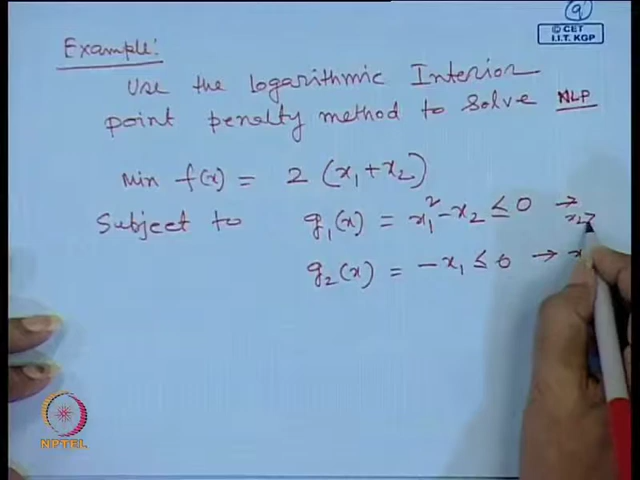 9
© CET
I.I.T. KGP
Example:
Use the logarithmic Interior
point penalty method to solve NLP
Min f(x) = 2 (x₁+x₂)
Subject to g₁(x) = x₁² - x₂ ≤ 0 →
x₂ ≥
g₂(x) = -x₁ ≤ 0 → x
NPTEL